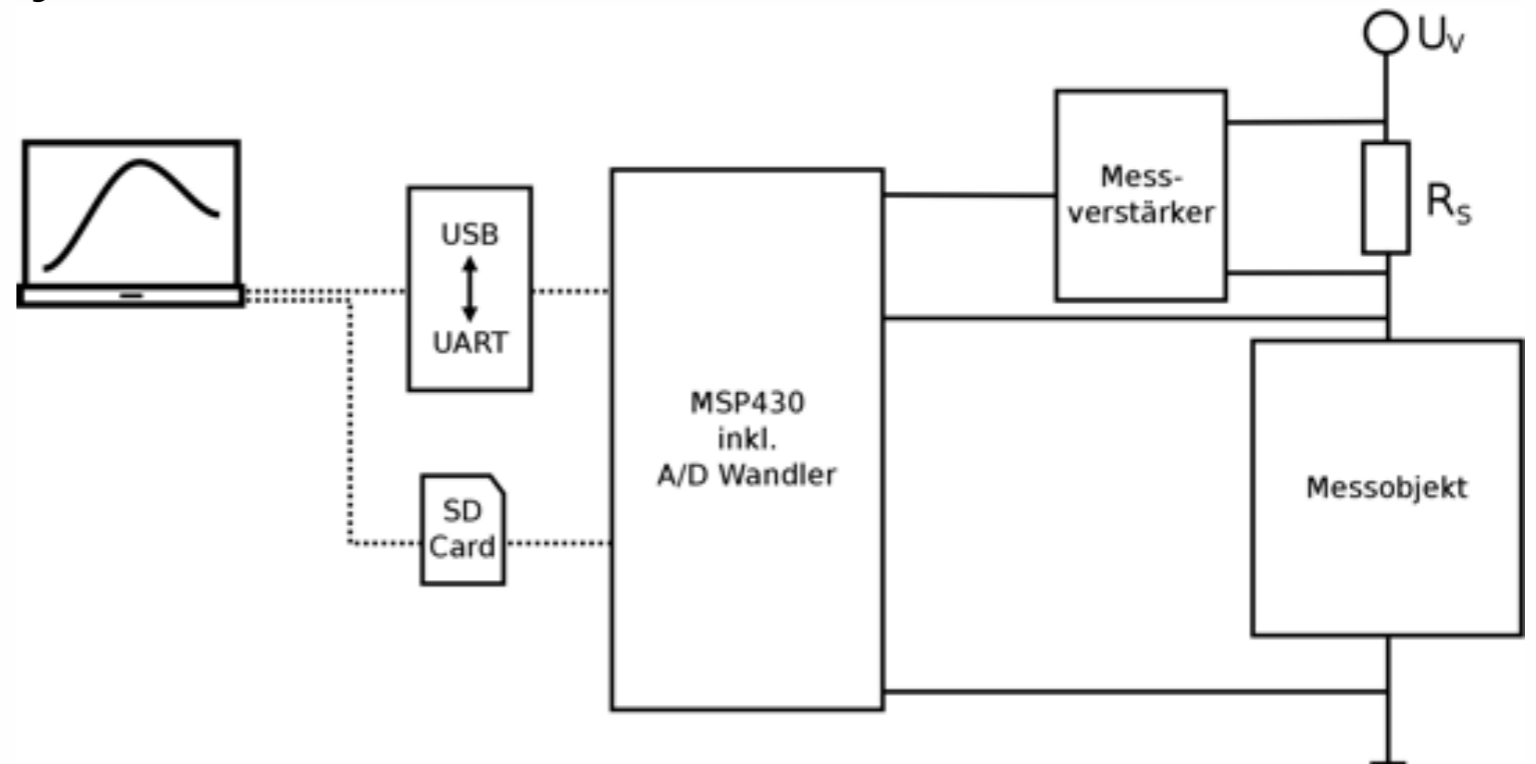 U_V
Mess-
verstärker
R_S
USB
UART
MSP430
inkl.
A/D Wandler
SD
Card
Messobjekt